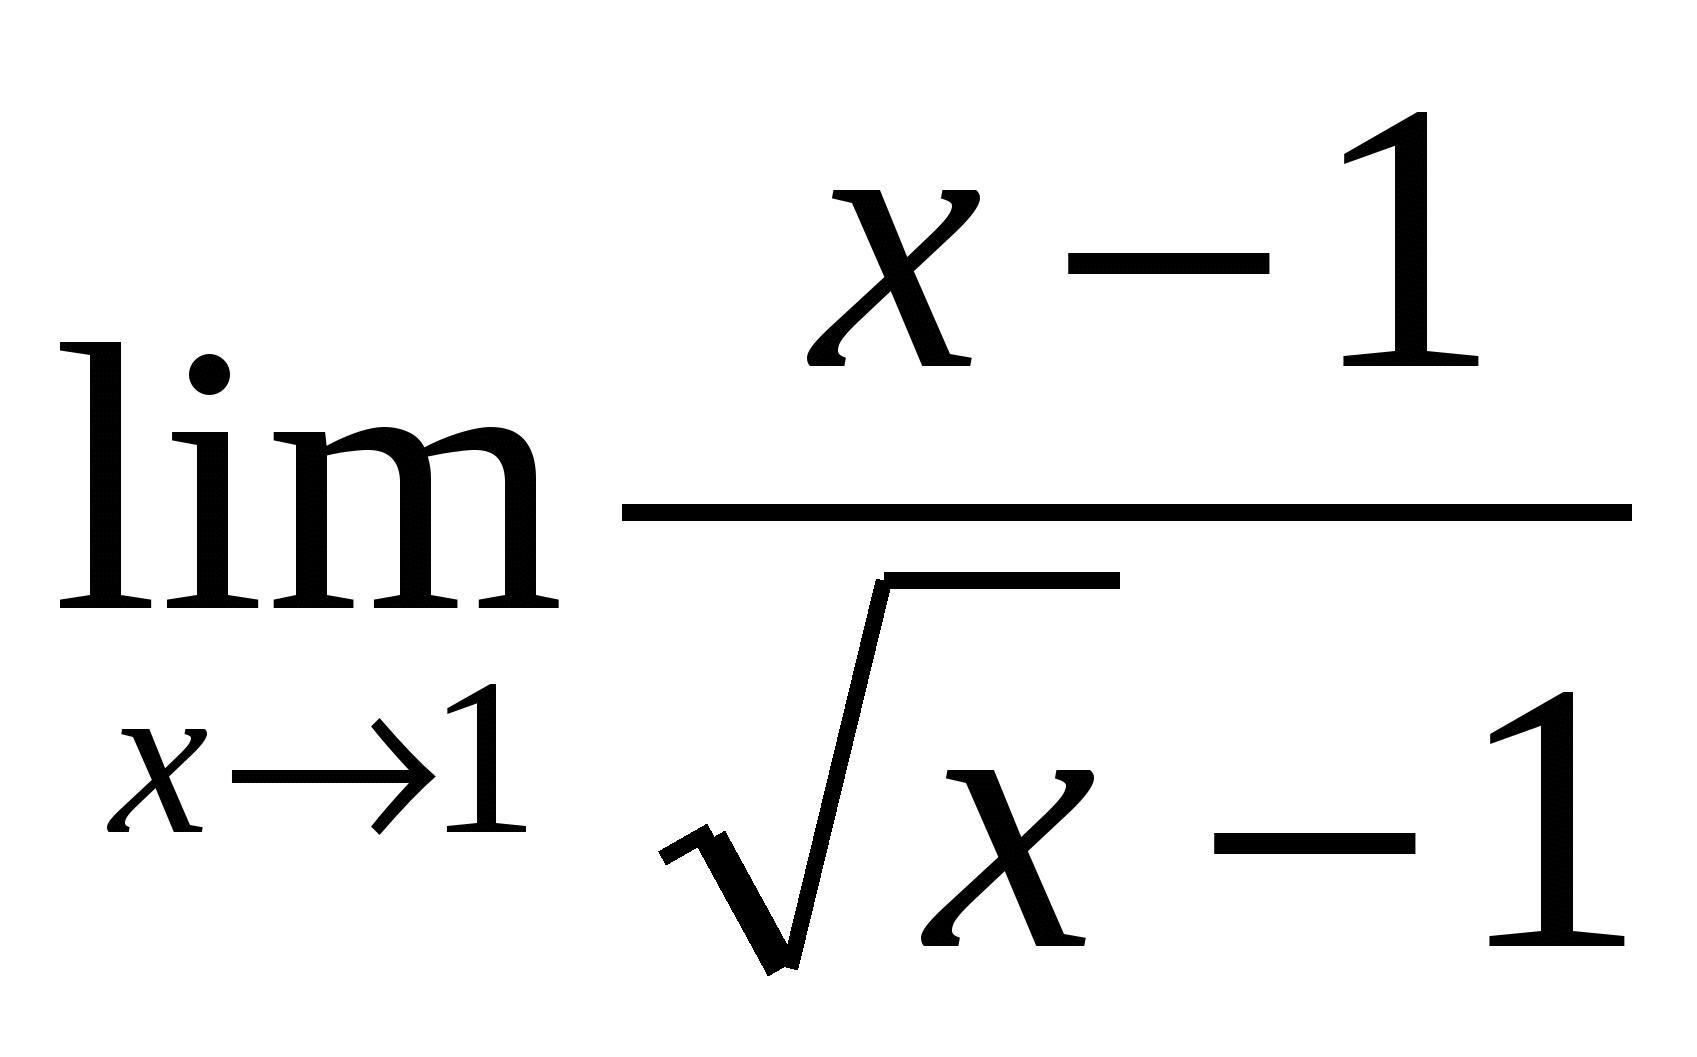 lim x→1 (x − 1)/(√x − 1)